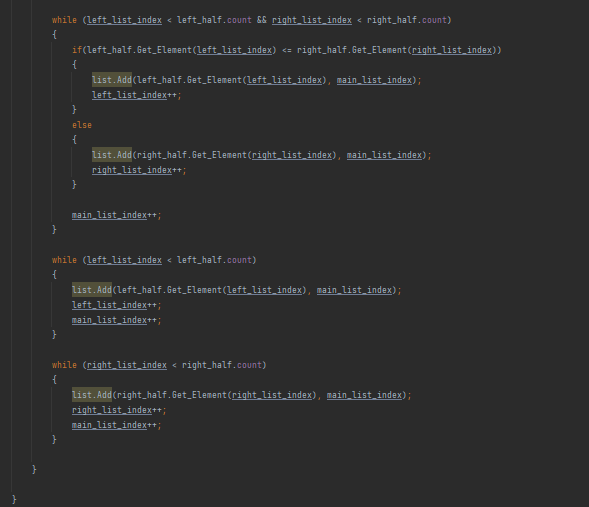 while (left_list_index < left_half.count && right_list_index < right_half.count)
{
if(left_half.Get_Element(left_list_index) <= right_half.Get_Element(right_list_index))
{
list.Add(left_half.Get_Element(left_list_index), main_list_index);
left_list_index++;
}
else
{
list.Add(right_half.Get_Element(right_list_index), main_list_index);
right_list_index++;
}
main_list_index++;
}
while (left_list_index < left_half.count)
{
list.Add(left_half.Get_Element(left_list_index), main_list_index);
left_list_index++;
main_list_index++;
}
while (right_list_index < right_half.count)
{
list.Add(right_half.Get_Element(right_list_index), main_list_index);
right_list_index++;
main_list_index++;
}
}
}